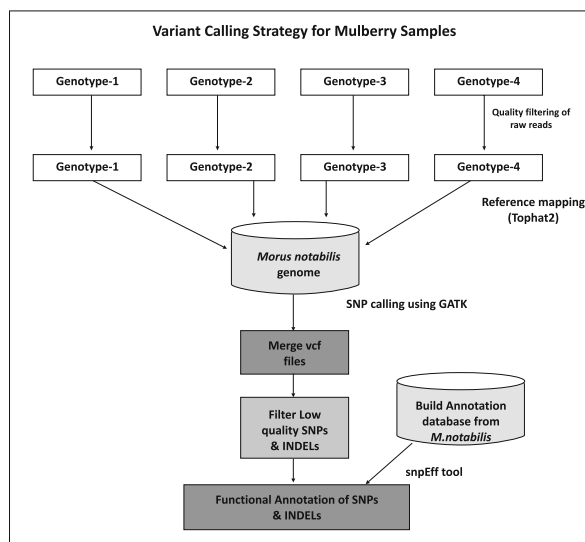 Variant Calling Strategy for Mulberry Samples
Genotype-1
Genotype-2
Genotype-3
Genotype-4
Quality filtering of
raw reads
Genotype-1
Genotype-2
Genotype-3
Genotype-4
Reference mapping
(Tophat2)
Morus notabilis
genome
SNP calling using GATK
Merge vcf
files
Build Annotation
database from
M.notabilis
Filter Low
quality SNPs
& INDELs
snpEff tool
Functional Annotation of SNPs
& INDELs